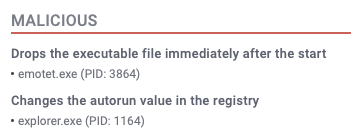 MALICIOUS
Drops the executable file immediately after the start
• emotet.exe (PID: 3864)
Changes the autorun value in the registry
• explorer.exe (PID: 1164)